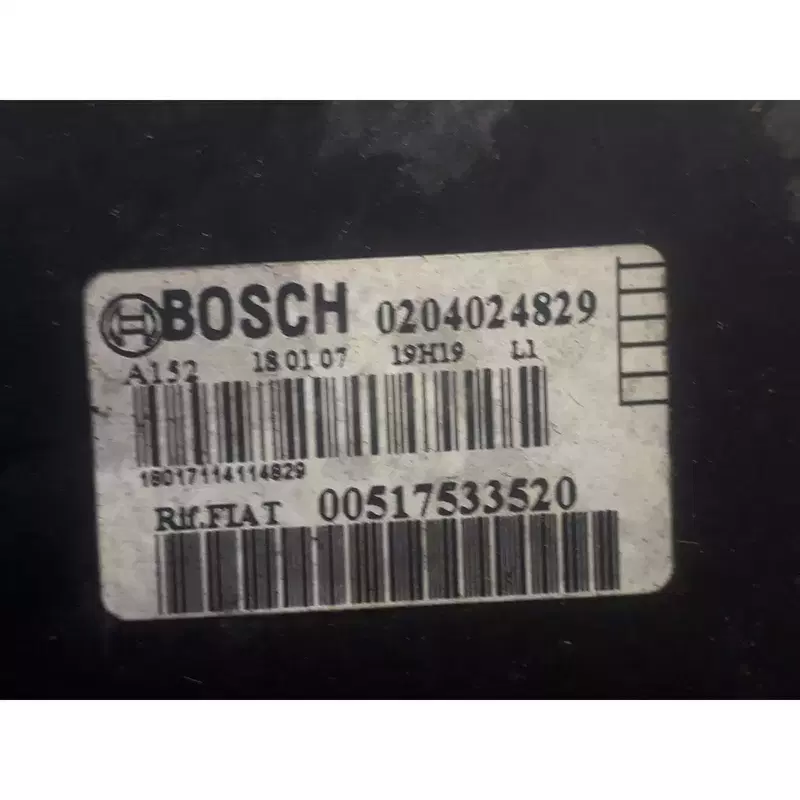 BOSCH 0204024829
A152 18 01 07 19H19 L1
18017114114829
Rif.FIAT 00517533520